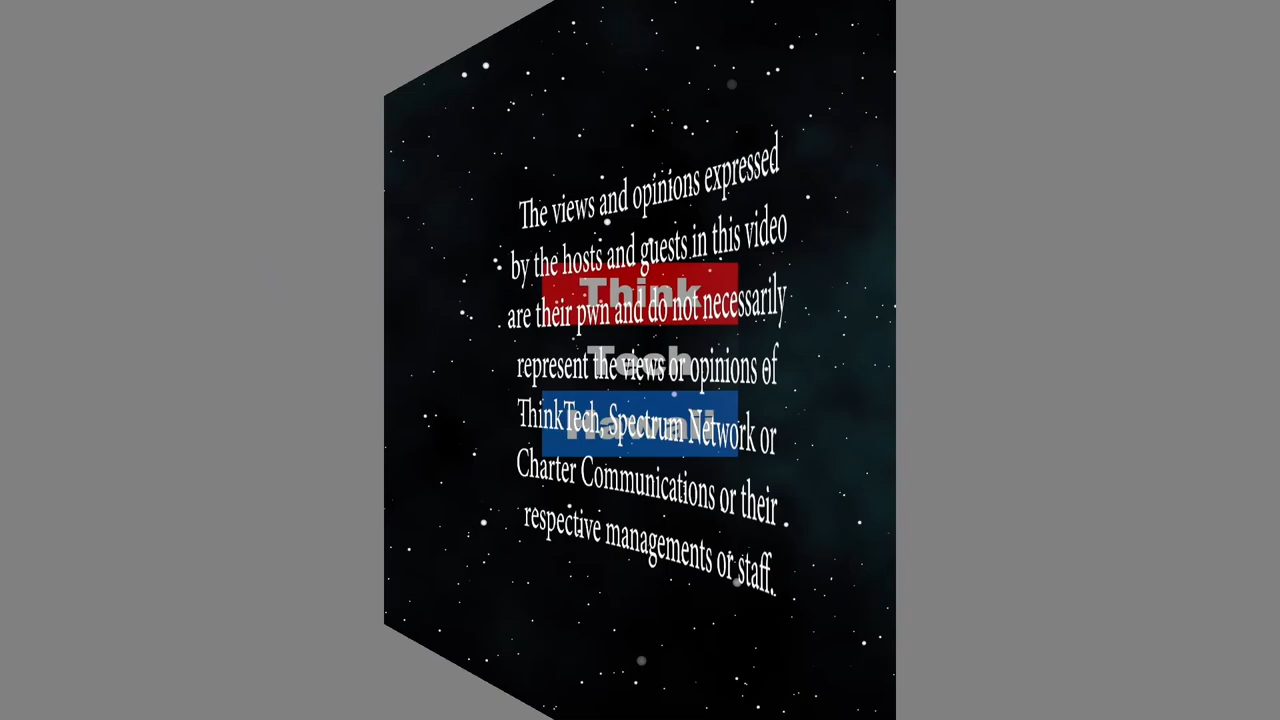 The views and opinions expressed
by the hosts and guests in this video
are their pwn and do not necessarily
represent the views or opinions of
ThinkTech, Spectrum Network or
Charter Communications or their
respective managements or staff.
Think
Tech
Hawaii